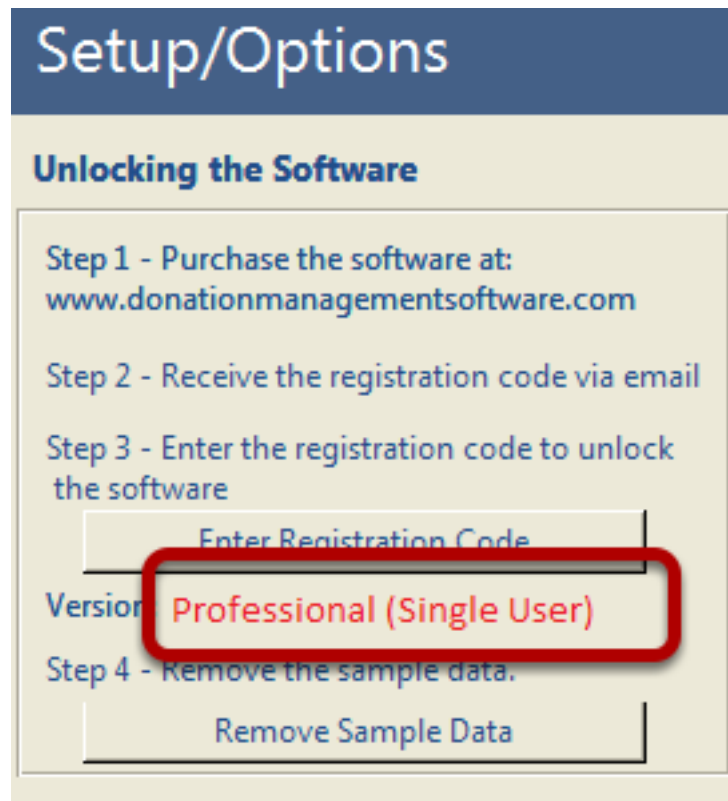 Setup/Options
Unlocking the Software
Step 1 - Purchase the software at:
www.donationmanagementsoftware.com
Step 2 - Receive the registration code via email
Step 3 - Enter the registration code to unlock
the software
Enter Registration Code
Version: Professional (Single User)
Step 4 - Remove the sample data.
Remove Sample Data